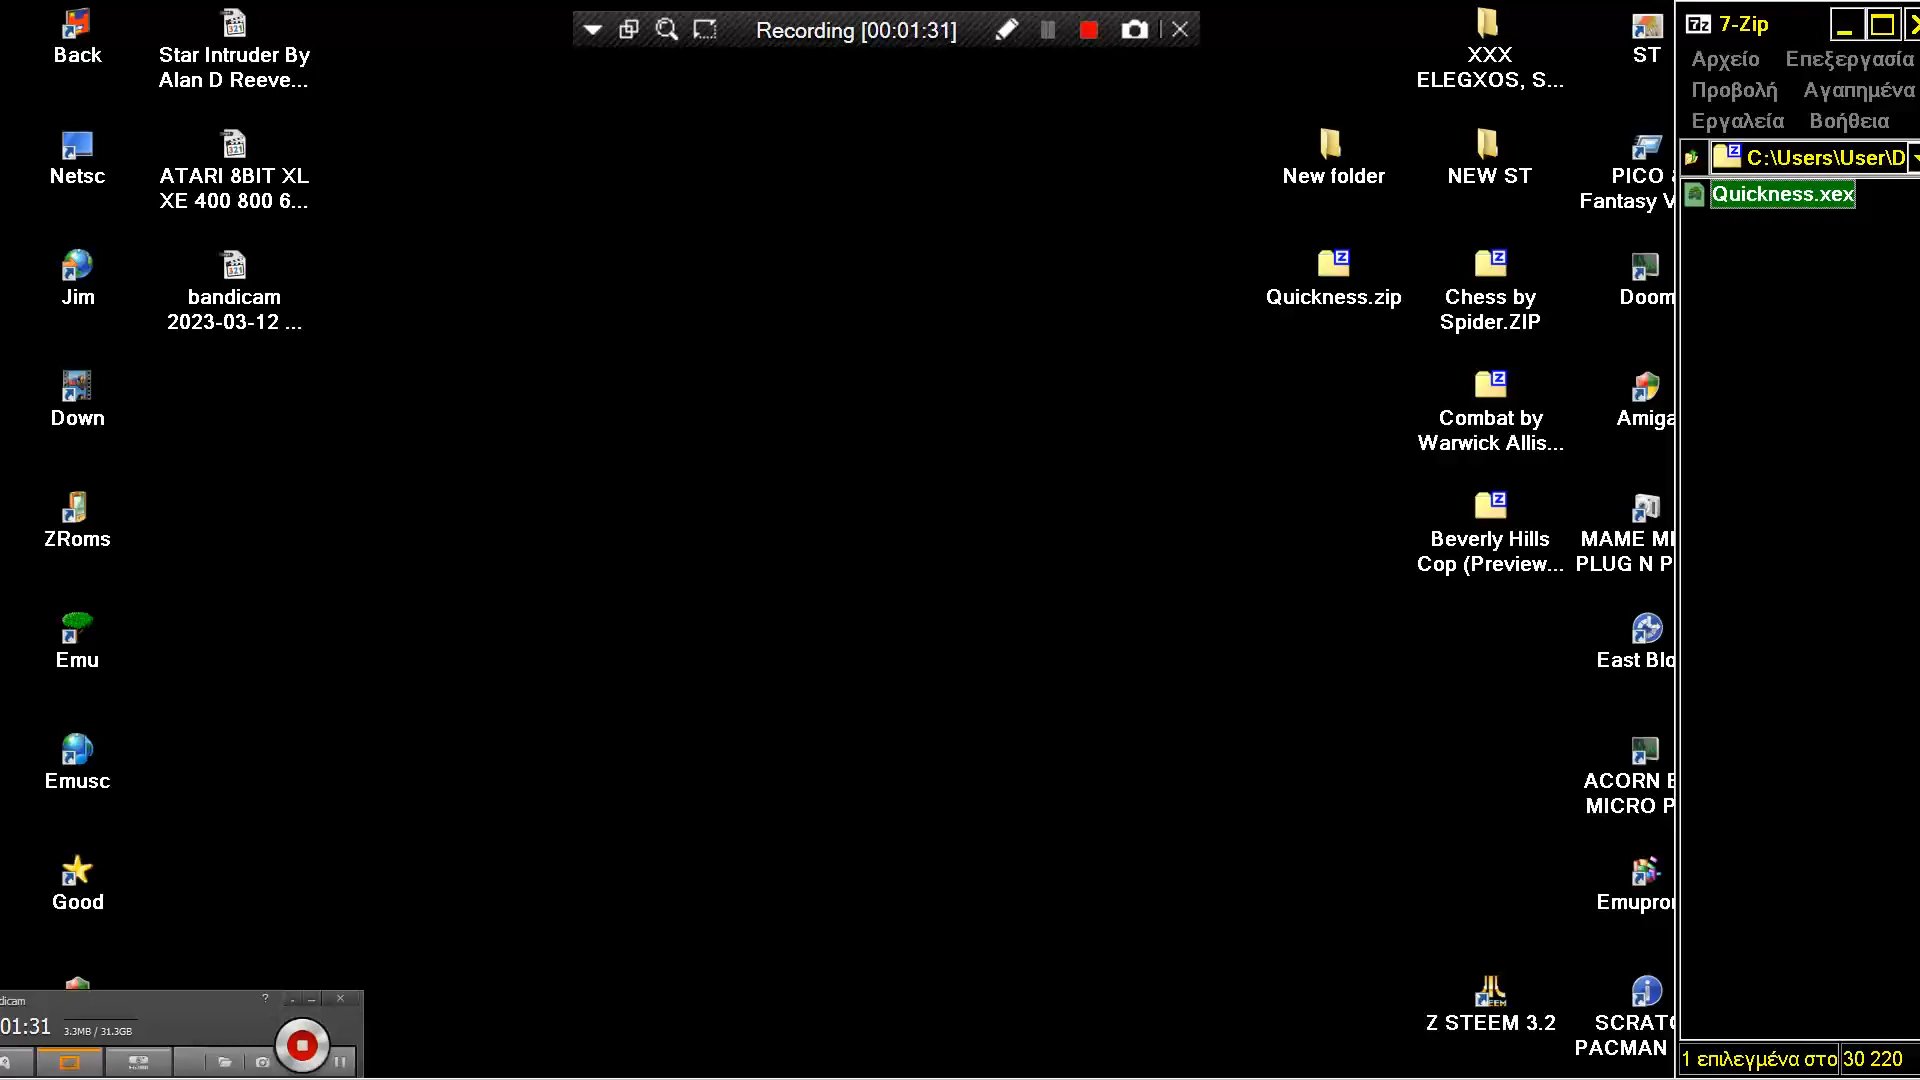 Back
Star Intruder By
Alan D Reeve...
Recording [00:01:31]
XXX
ELEGXOS, S...
ST
7-Zip
Αρχείο Επεξεργασία
Προβολή Αγαπημένα
Εργαλεία Βοήθεια
C:\Users\User\D
Quickness.xex
Netsc
ATARI 8BIT XL
XE 400 800 6...
New folder
NEW ST
PICO
Fantasy V
Jim
bandicam
2023-03-12 ...
Quickness.zip
Chess by
Spider.ZIP
Doom
Down
Combat by
Warwick Allis...
Amiga
ZRoms
Beverly Hills
Cop (Preview...
MAME MI
PLUG N P
Emu
East Blo
Emusc
ACORN B
MICRO P
Good
Emupro
Z STEEM 3.2
SCRATC
PACMAN
dicam
01:31 3.3MB / 31.3GB
1 επιλεγμένα στο 30 220